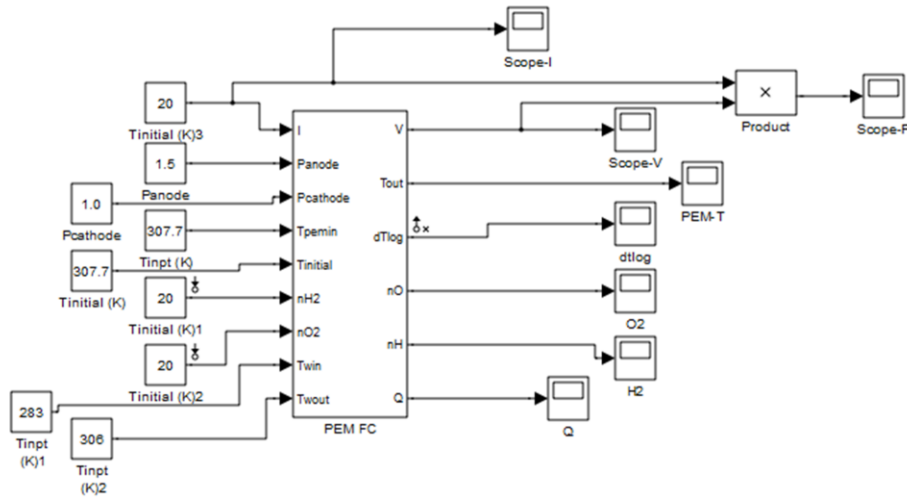 Scope-I
×
Product
Scope-P
20
Tinitial (K)3
1.5
Panode
1.0
Pcathode
307.7
Tinpt (K)
307.7
Tinitial (K)
20
Tinitial (K)1
20
Tinitial (K)2
283
Tinpt
(K)1
306
Tinpt
(K)2
I
Panode
Pcathode
Tpemin
Tinitial
nH2
nO2
Twin
Twout
V
Tout
dTlog
nO
nH
Q
PEM FC
Scope-V
PEM-T
dtlog
O2
H2
Q